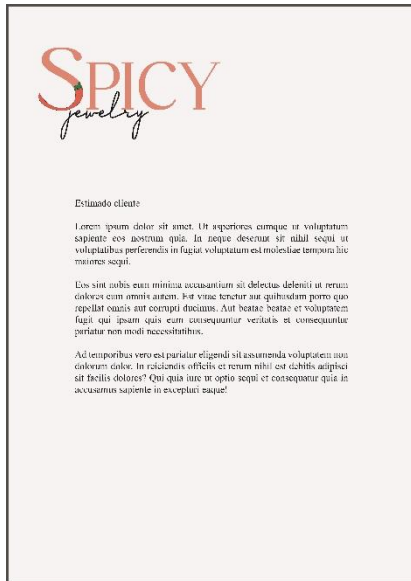 SPICY
jewelry
Estimado cliente
Lorem ipsum dolor sit amet. Ut asperiores cumque ut voluptatum
sapiente eos nostrum quia. In neque deserunt sit nihil sequi ut
voluptatibus perferendis in fugiat voluptatum est molestiae tempora hic
maiores sequi.
Eos sint nobis eum minima accusantium sit delectus deleniti ut rerum
dolores eum omnis autem. Est vitae tenetur aut quibusdam porro quo
repellat omnis aut corrupti ducimus. Aut beatae beatae et voluptatem
fugit qui ipsam quis eum consequuntur veritatis et consequuntur
pariatur non modi necessitatibus.
Ad temporibus vero est pariatur eligendi sit assumenda voluptatem non
dolorum dolor. In reiciendis officiis et rerum nihil est debitis adipisci
sit facilis dolores? Qui quia iure ut optio sequi et consequatur quia in
accusamus sapiente in excepturi eaque!